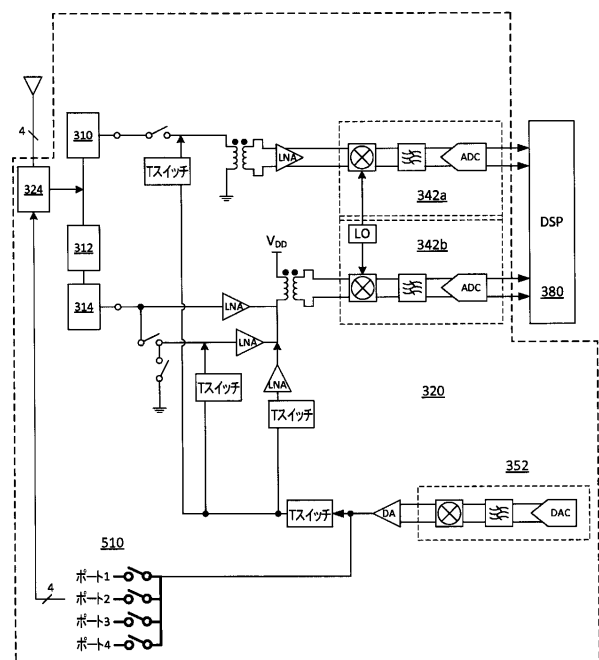 4
310
324
Tスイッチ
LNA
ADC
342a
DSP
LO
342b
312
VDD
314
LNA
ADC
380
LNA
Tスイッチ
LNA
Tスイッチ
320
352
Tスイッチ
DA
DAC
510
4
ポート1
ポート2
ポート3
ポート4